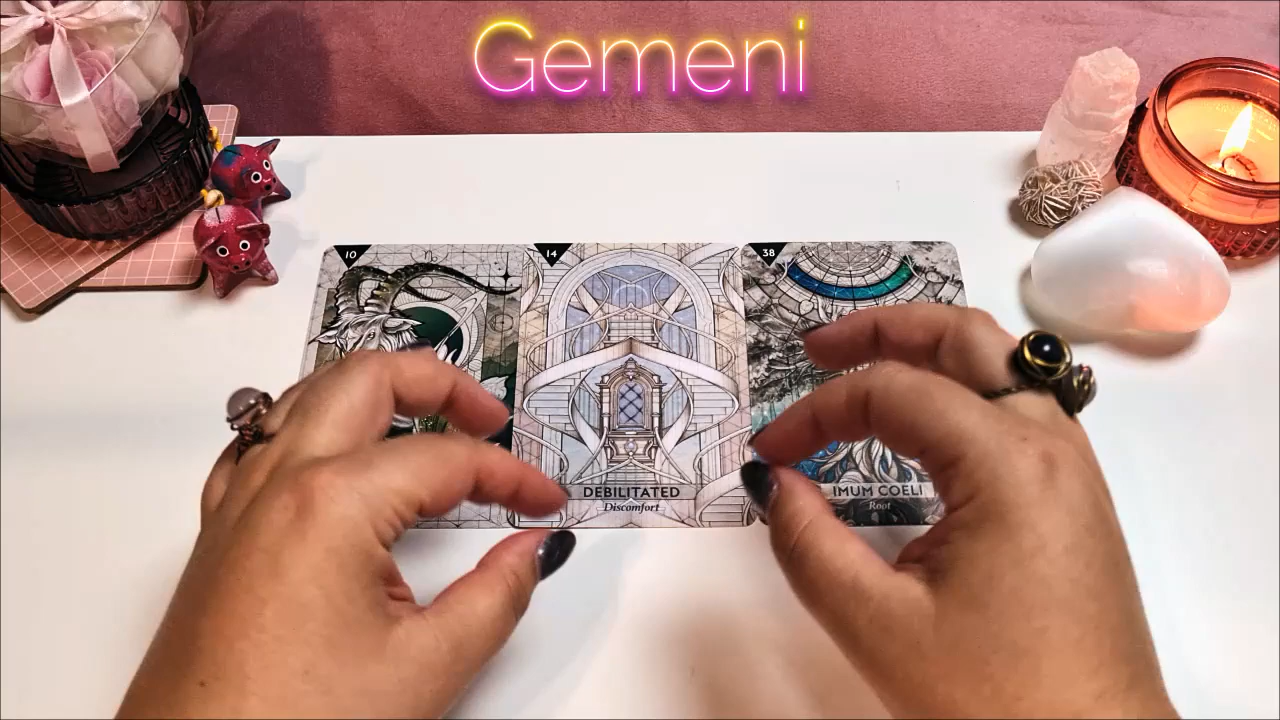 Gemeni
10
14
38
DEBILITATED
Discomfort
IMUM COELI
Root